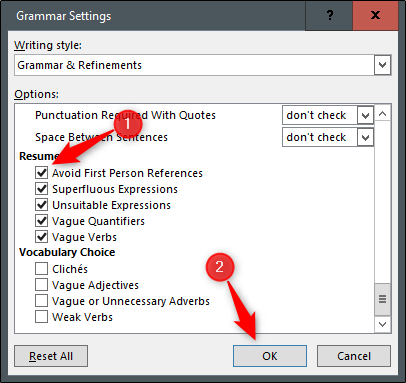 Grammar Settings ? x
Writing style:
Grammar & Refinements
Options:
Punctuation Required With Quotes don't check
Space Between Sentences don't check
1
Resume
Avoid First Person References
Superfluous Expressions
Unsuitable Expressions
Vague Quantifiers
Vague Verbs
Vocabulary Choice
Clichés
Vague Adjectives
Vague or Unnecessary Adverbs
Weak Verbs
2
Reset All OK Cancel